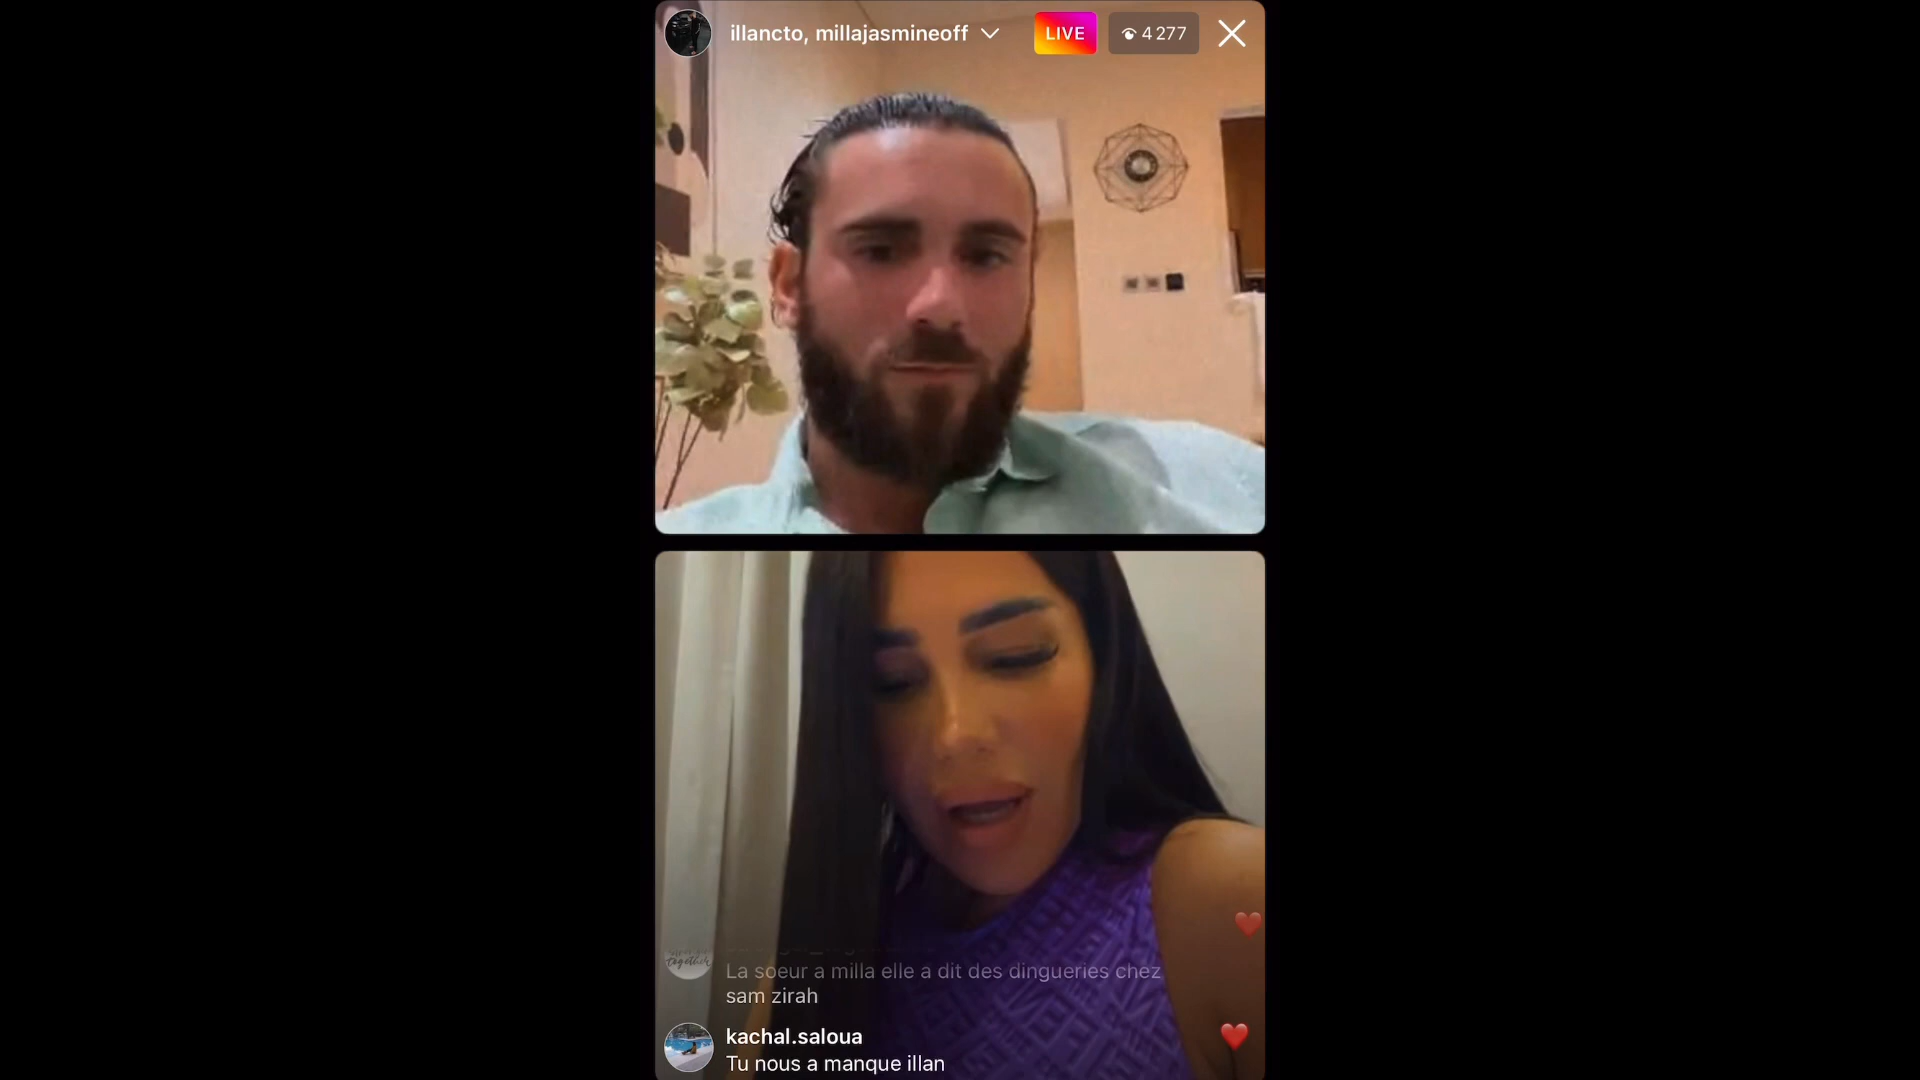 illancto, millajasmineoff
LIVE
4 277
together
La soeur a milla elle a dit des dingueries chez
sam zirah
kachal.saloua
Tu nous a manque illan